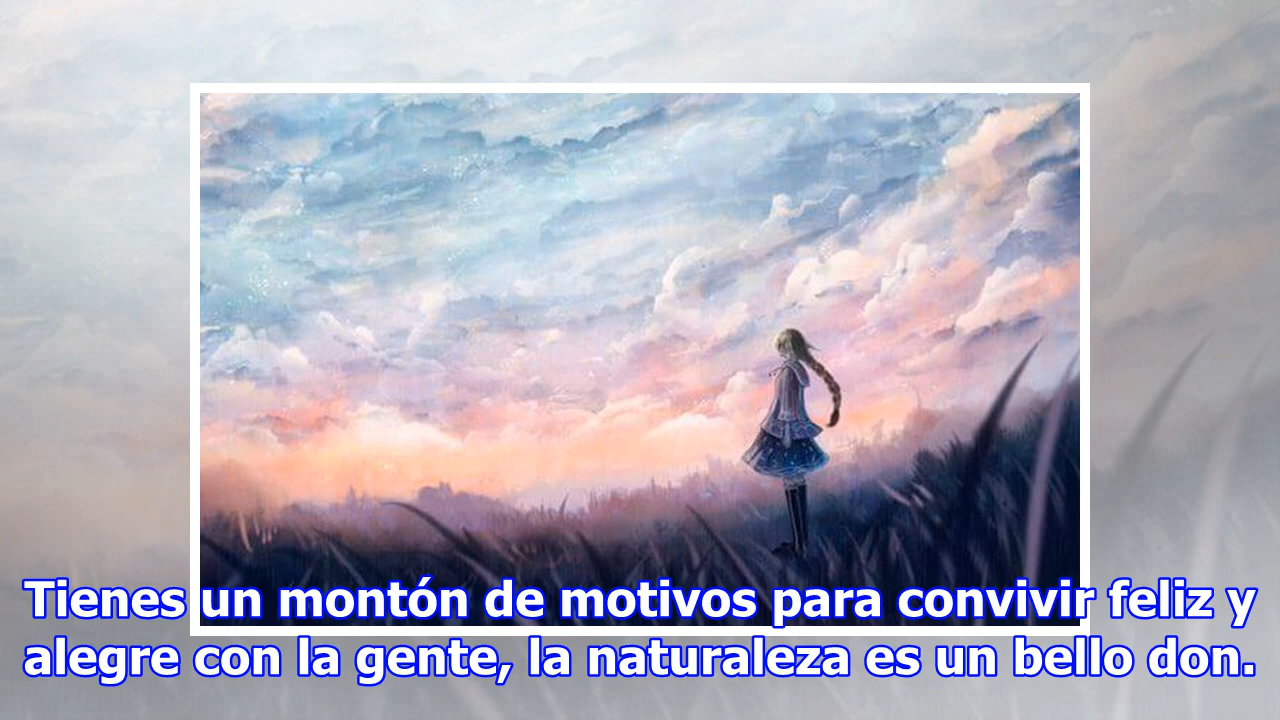 Tienes un montón de motivos para convivir feliz y
alegre con la gente, la naturaleza es un bello don.